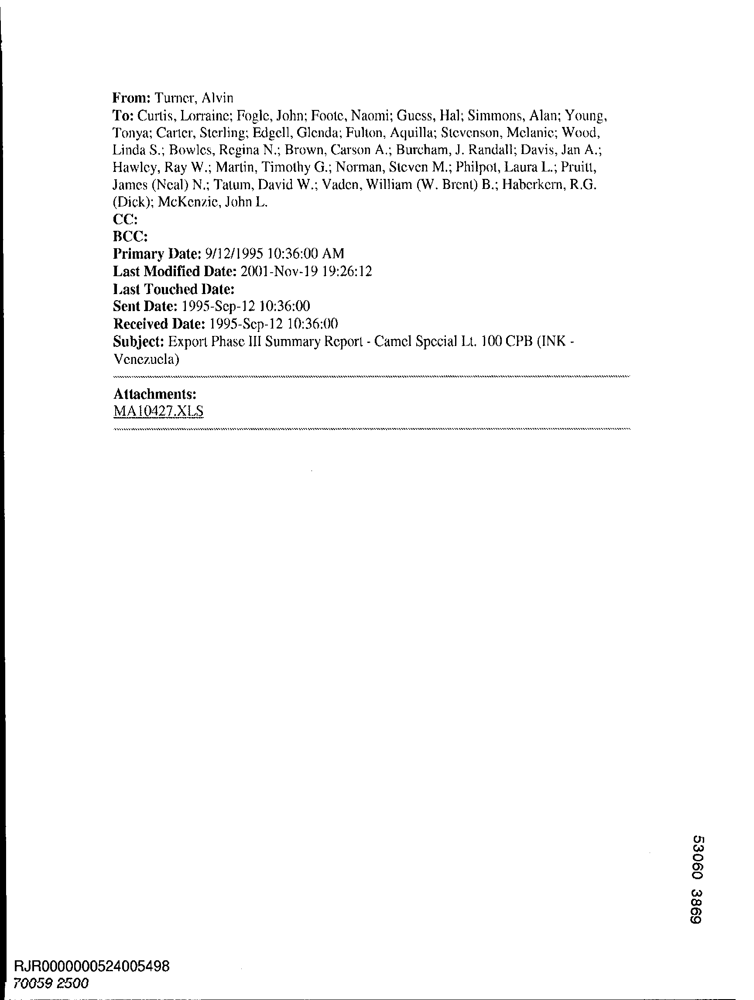 From: Turner, Alvin
To: Curtis, Lorraine; Fogle, John; Foote, Naomi; Guess, Hal; Simmons, Alan; Young,
Tonya; Carter, Sterling; Edgell, Glenda; Fulton, Aquilla; Stevenson, Melanie; Wood,
Linda S.; Bowles, Regina N.; Brown, Carson A.; Burcham, J. Randall; Davis, Jan A.;
Hawley, Ray W.; Martin, Timothy G.; Norman, Steven M.; Philpot, Laura L.; Pruitt,
James (Neal) N.; Tatum, David W.; Vaden, William (W. Brent) B.; Haberkern, R.G.
(Dick); McKenzie, John L.
CC:
BCC:
Primary Date: 9/12/1995 10:36:00 AM
Last Modified Date: 2001-Nov-19 19:26:12
Last Touched Date:
Sent Date: 1995-Sep-12 10:36:00
Received Date: 1995-Sep-12 10:36:00
Subject: Export Phase III Summary Report - Camel Special Lt. 100 CPB (INK -
Venezuela)
Attachments:
MA10427.XLS
53060 3869
RJR0000000524005498
70059 2500